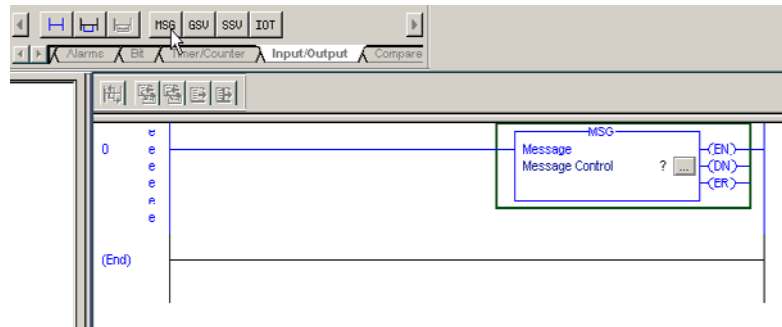 MSG GSV SSV IOT
Alarms Bit Timer/Counter Input/Output Compare
MSG
e
0 e Message (EN)
e Message Control ? ... (DN)
e (ER)
e
e
(End)